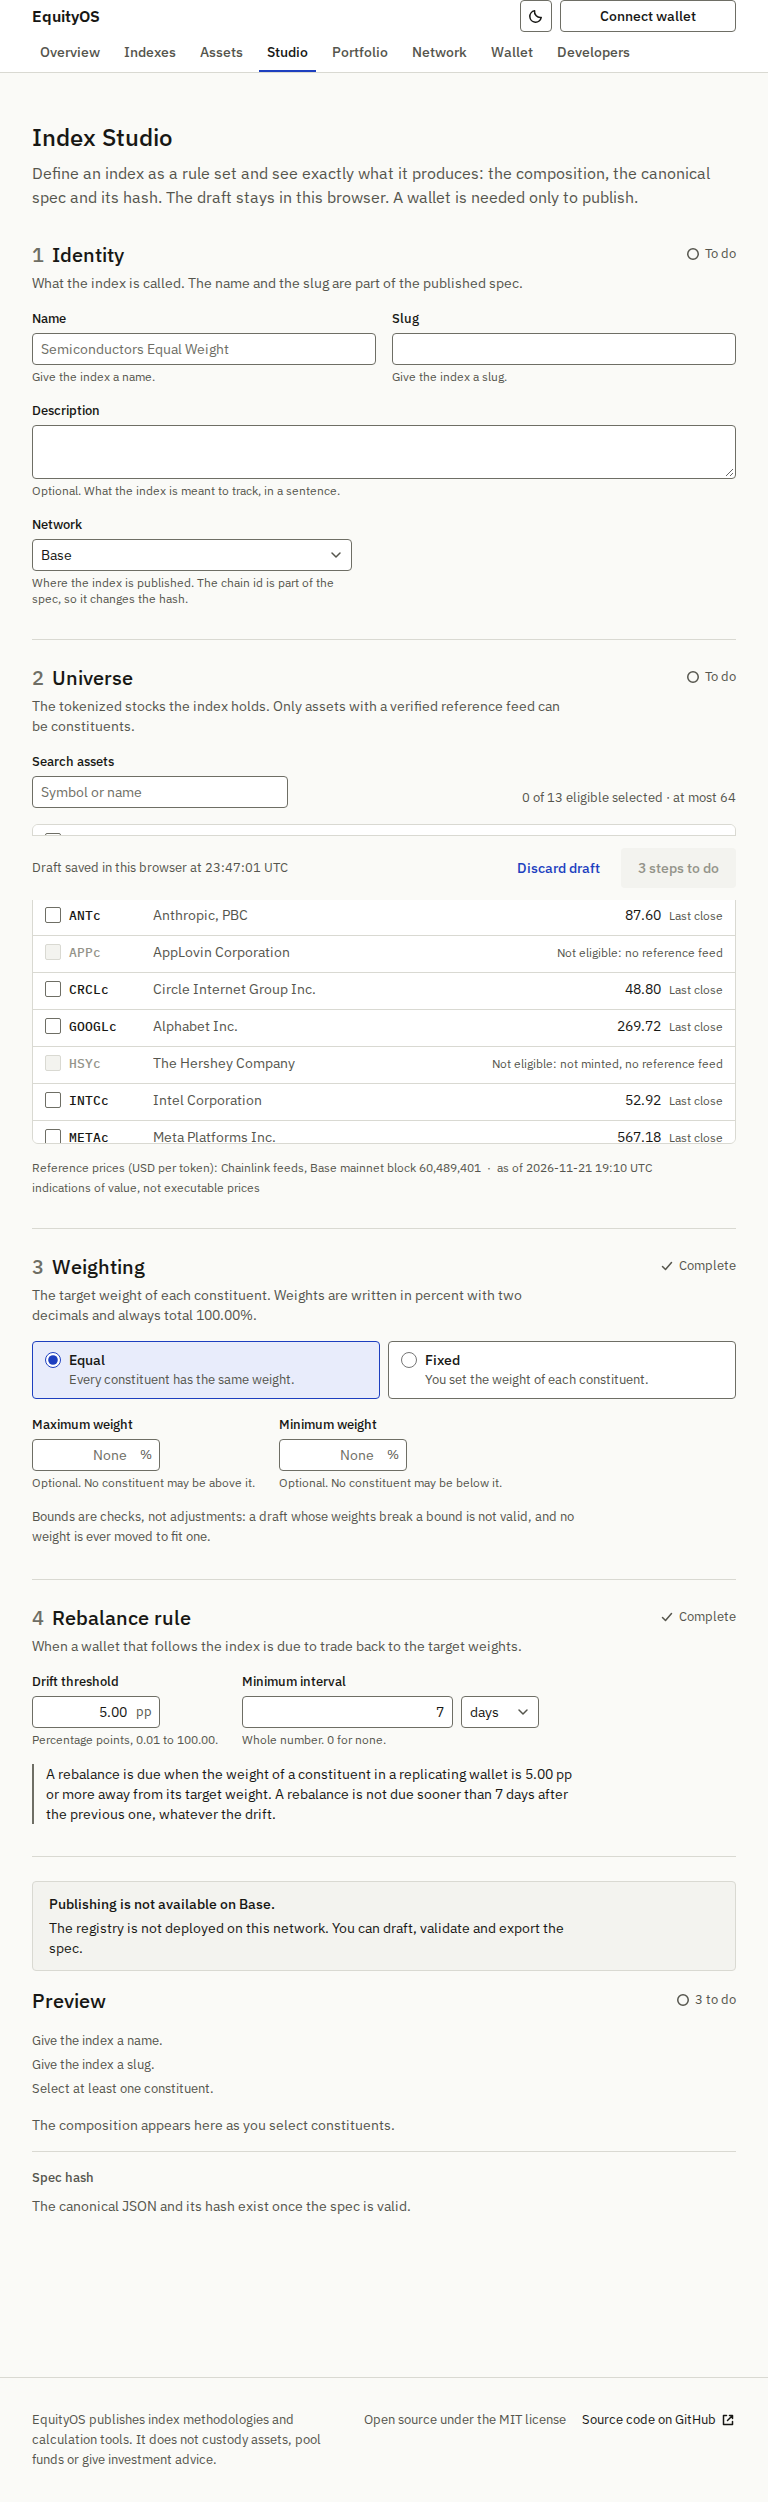 EquityOS
Connect wallet
Overview Indexes Assets Studio Portfolio Network Wallet Developers
Index Studio
Define an index as a rule set and see exactly what it produces: the composition, the canonical
spec and its hash. The draft stays in this browser. A wallet is needed only to publish.
1 Identity
To do
What the index is called. The name and the slug are part of the published spec.
Name
Slug
Semiconductors Equal Weight
Give the index a name.
Give the index a slug.
Description
Optional. What the index is meant to track, in a sentence.
Network
Base
Where the index is published. The chain id is part of the
spec, so it changes the hash.
2 Universe
To do
The tokenized stocks the index holds. Only assets with a verified reference feed can
be constituents.
Search assets
Symbol or name
0 of 13 eligible selected · at most 64
Draft saved in this browser at 23:47:01 UTC
Discard draft
3 steps to do
ANTc Anthropic, PBC 87.60 Last close
APPc AppLovin Corporation Not eligible: no reference feed
CRCLc Circle Internet Group Inc. 48.80 Last close
GOOGLc Alphabet Inc. 269.72 Last close
HSYc The Hershey Company Not eligible: not minted, no reference feed
INTCc Intel Corporation 52.92 Last close
METAc Meta Platforms Inc. 567.18 Last close
Reference prices (USD per token): Chainlink feeds, Base mainnet block 60,489,401 · as of 2026-11-21 19:10 UTC
indications of value, not executable prices
3 Weighting
Complete
The target weight of each constituent. Weights are written in percent with two
decimals and always total 100.00%.
Equal
Every constituent has the same weight.
Fixed
You set the weight of each constituent.
Maximum weight
Minimum weight
None %
None %
Optional. No constituent may be above it.
Optional. No constituent may be below it.
Bounds are checks, not adjustments: a draft whose weights break a bound is not valid, and no
weight is ever moved to fit one.
4 Rebalance rule
Complete
When a wallet that follows the index is due to trade back to the target weights.
Drift threshold
Minimum interval
5.00 pp
7
days
Percentage points, 0.01 to 100.00.
Whole number. 0 for none.
A rebalance is due when the weight of a constituent in a replicating wallet is 5.00 pp
or more away from its target weight. A rebalance is not due sooner than 7 days after
the previous one, whatever the drift.
Publishing is not available on Base.
The registry is not deployed on this network. You can draft, validate and export the
spec.
Preview
3 to do
Give the index a name.
Give the index a slug.
Select at least one constituent.
The composition appears here as you select constituents.
Spec hash
The canonical JSON and its hash exist once the spec is valid.
EquityOS publishes index methodologies and
calculation tools. It does not custody assets, pool
funds or give investment advice.
Open source under the MIT license
Source code on GitHub